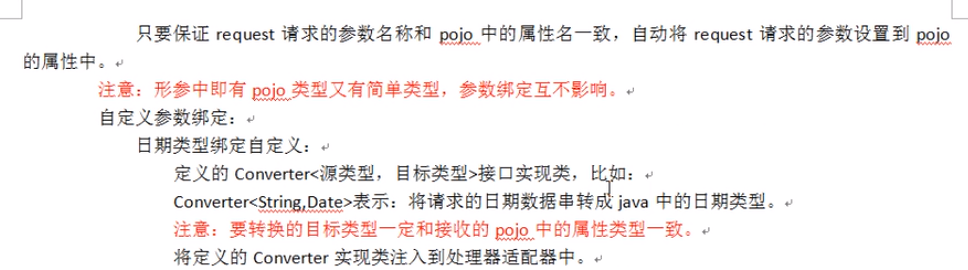 只要保证 request 请求的参数名称和 pojo 中的属性名一致，自动将 request 请求的参数设置到 pojo
的属性中。
注意：形参中即有 pojo 类型又有简单类型，参数绑定互不影响。
自定义参数绑定：
日期类型绑定自定义：
定义的 Converter<源类型，目标类型>接口实现类，比如：
Converter<String,Date>表示：将请求的日期数据串转成 java 中的日期类型。
注意：要转换的目标类型一定和接收的 pojo 中的属性类型一致。
将定义的 Converter 实现类注入到处理器适配器中。